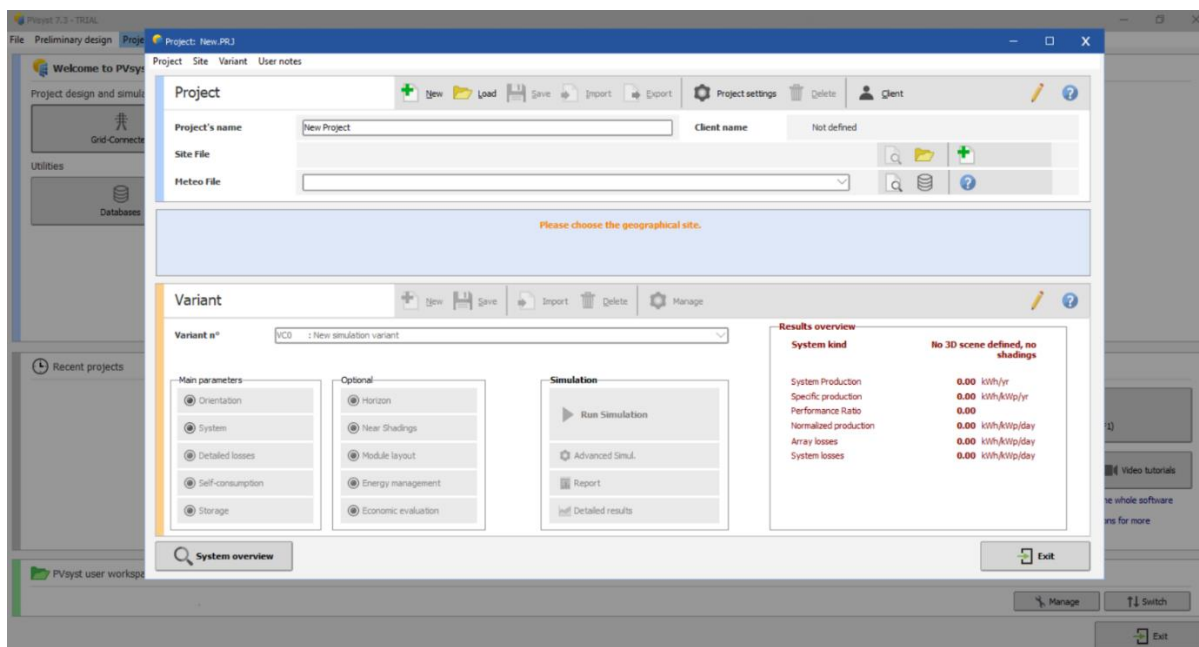 PVsyst 7.3 - TRIAL
File Preliminary design Proje
Welcome to PVsy
Project design and simula
Grid-Connecte
Utilities
Databases
Recent projects
PVsyst user workspa
Project: New.PRJ
Project Site Variant User notes
Project New Load Save Import Export Project settings Delete Client
Project's name New Project Client name Not defined
Site File
Meteo File
Please choose the geographical site.
Variant New Save Import Delete Manage
Variant n° VC0 : New simulation variant
Main parameters
Orientation
System
Detailed losses
Self-consumption
Storage
Optional
Horizon
Near Shadings
Module layout
Energy management
Economic evaluation
Simulation
Run Simulation
Advanced Simul.
Report
Detailed results
Results overview
System kind No 3D scene defined, no
shadings
System Production 0.00 kWh/yr
Specific production 0.00 kWh/kWp/yr
Performance Ratio 0.00
Normalized production 0.00 kWh/kWp/day
Array losses 0.00 kWh/kWp/day
System losses 0.00 kWh/kWp/day
System overview
Exit
Video tutorials
he whole software
ons for more
Manage Switch
Exit